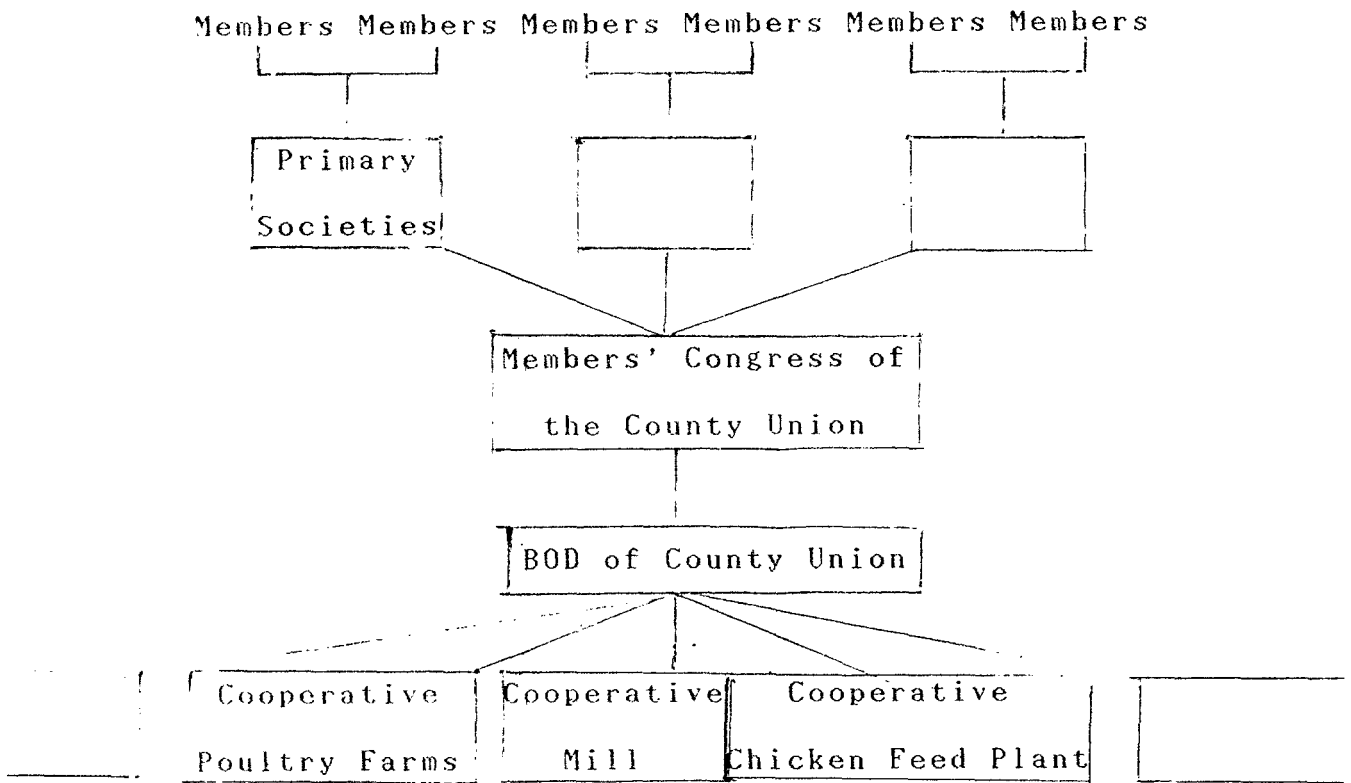 Members Members Members Members Members Members
Primary
Societies
Members' Congress of
the County Union
BOD of County Union
Cooperative
Poultry Farms
Cooperative
Mill
Cooperative
Chicken Feed Plant